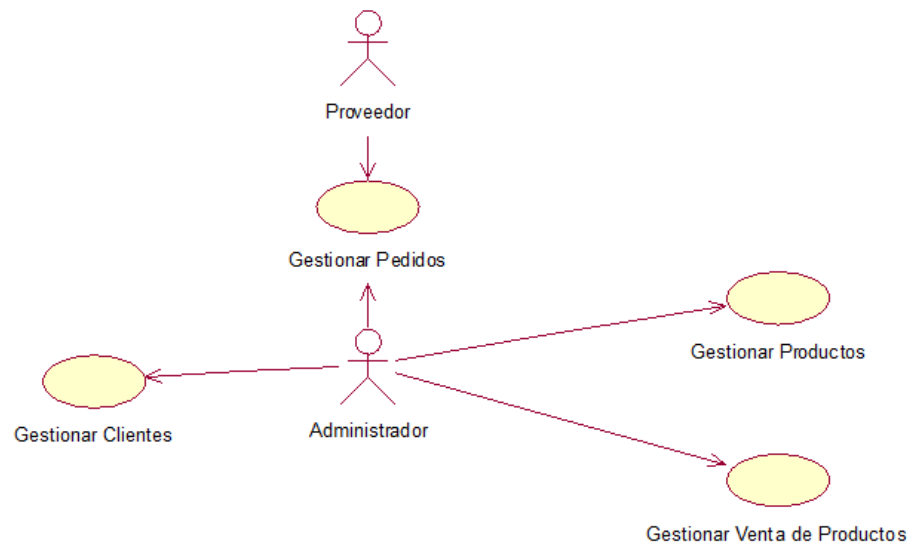 Proveedor
Gestionar Pedidos
Gestionar Productos
Gestionar Clientes
Administrador
Gestionar Venta de Productos